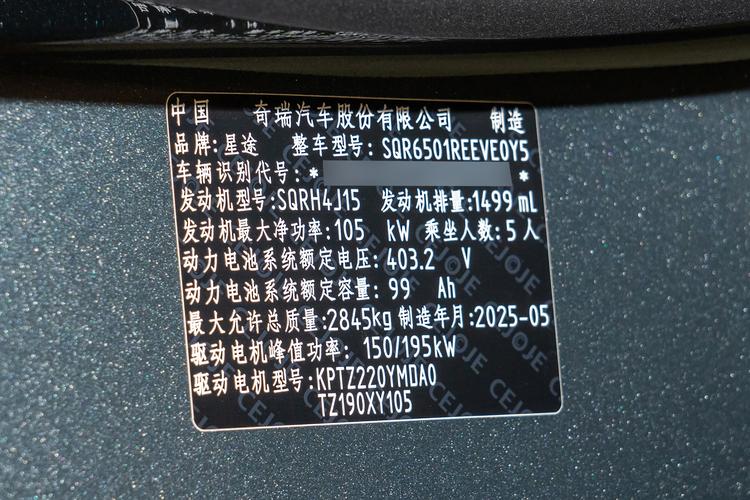 中国 奇瑞汽车股份有限公司 制造
品牌:星途 整车型号:SQR6501REEVE0Y5
车辆识别代号:* *
发动机型号:SQRH4J15 发动机排量:1499mL
发动机最大净功率:105 kW 乘坐人数:5人
动力电池系统额定电压:403.2 V
动力电池系统额定容量:99 Ah
最大允许总质量:2845kg 制造年月:2025-05
驱动电机峰值功率:150/195kW
驱动电机型号:KPTZ220YMDA0
TZ190XY105
CEJOJE